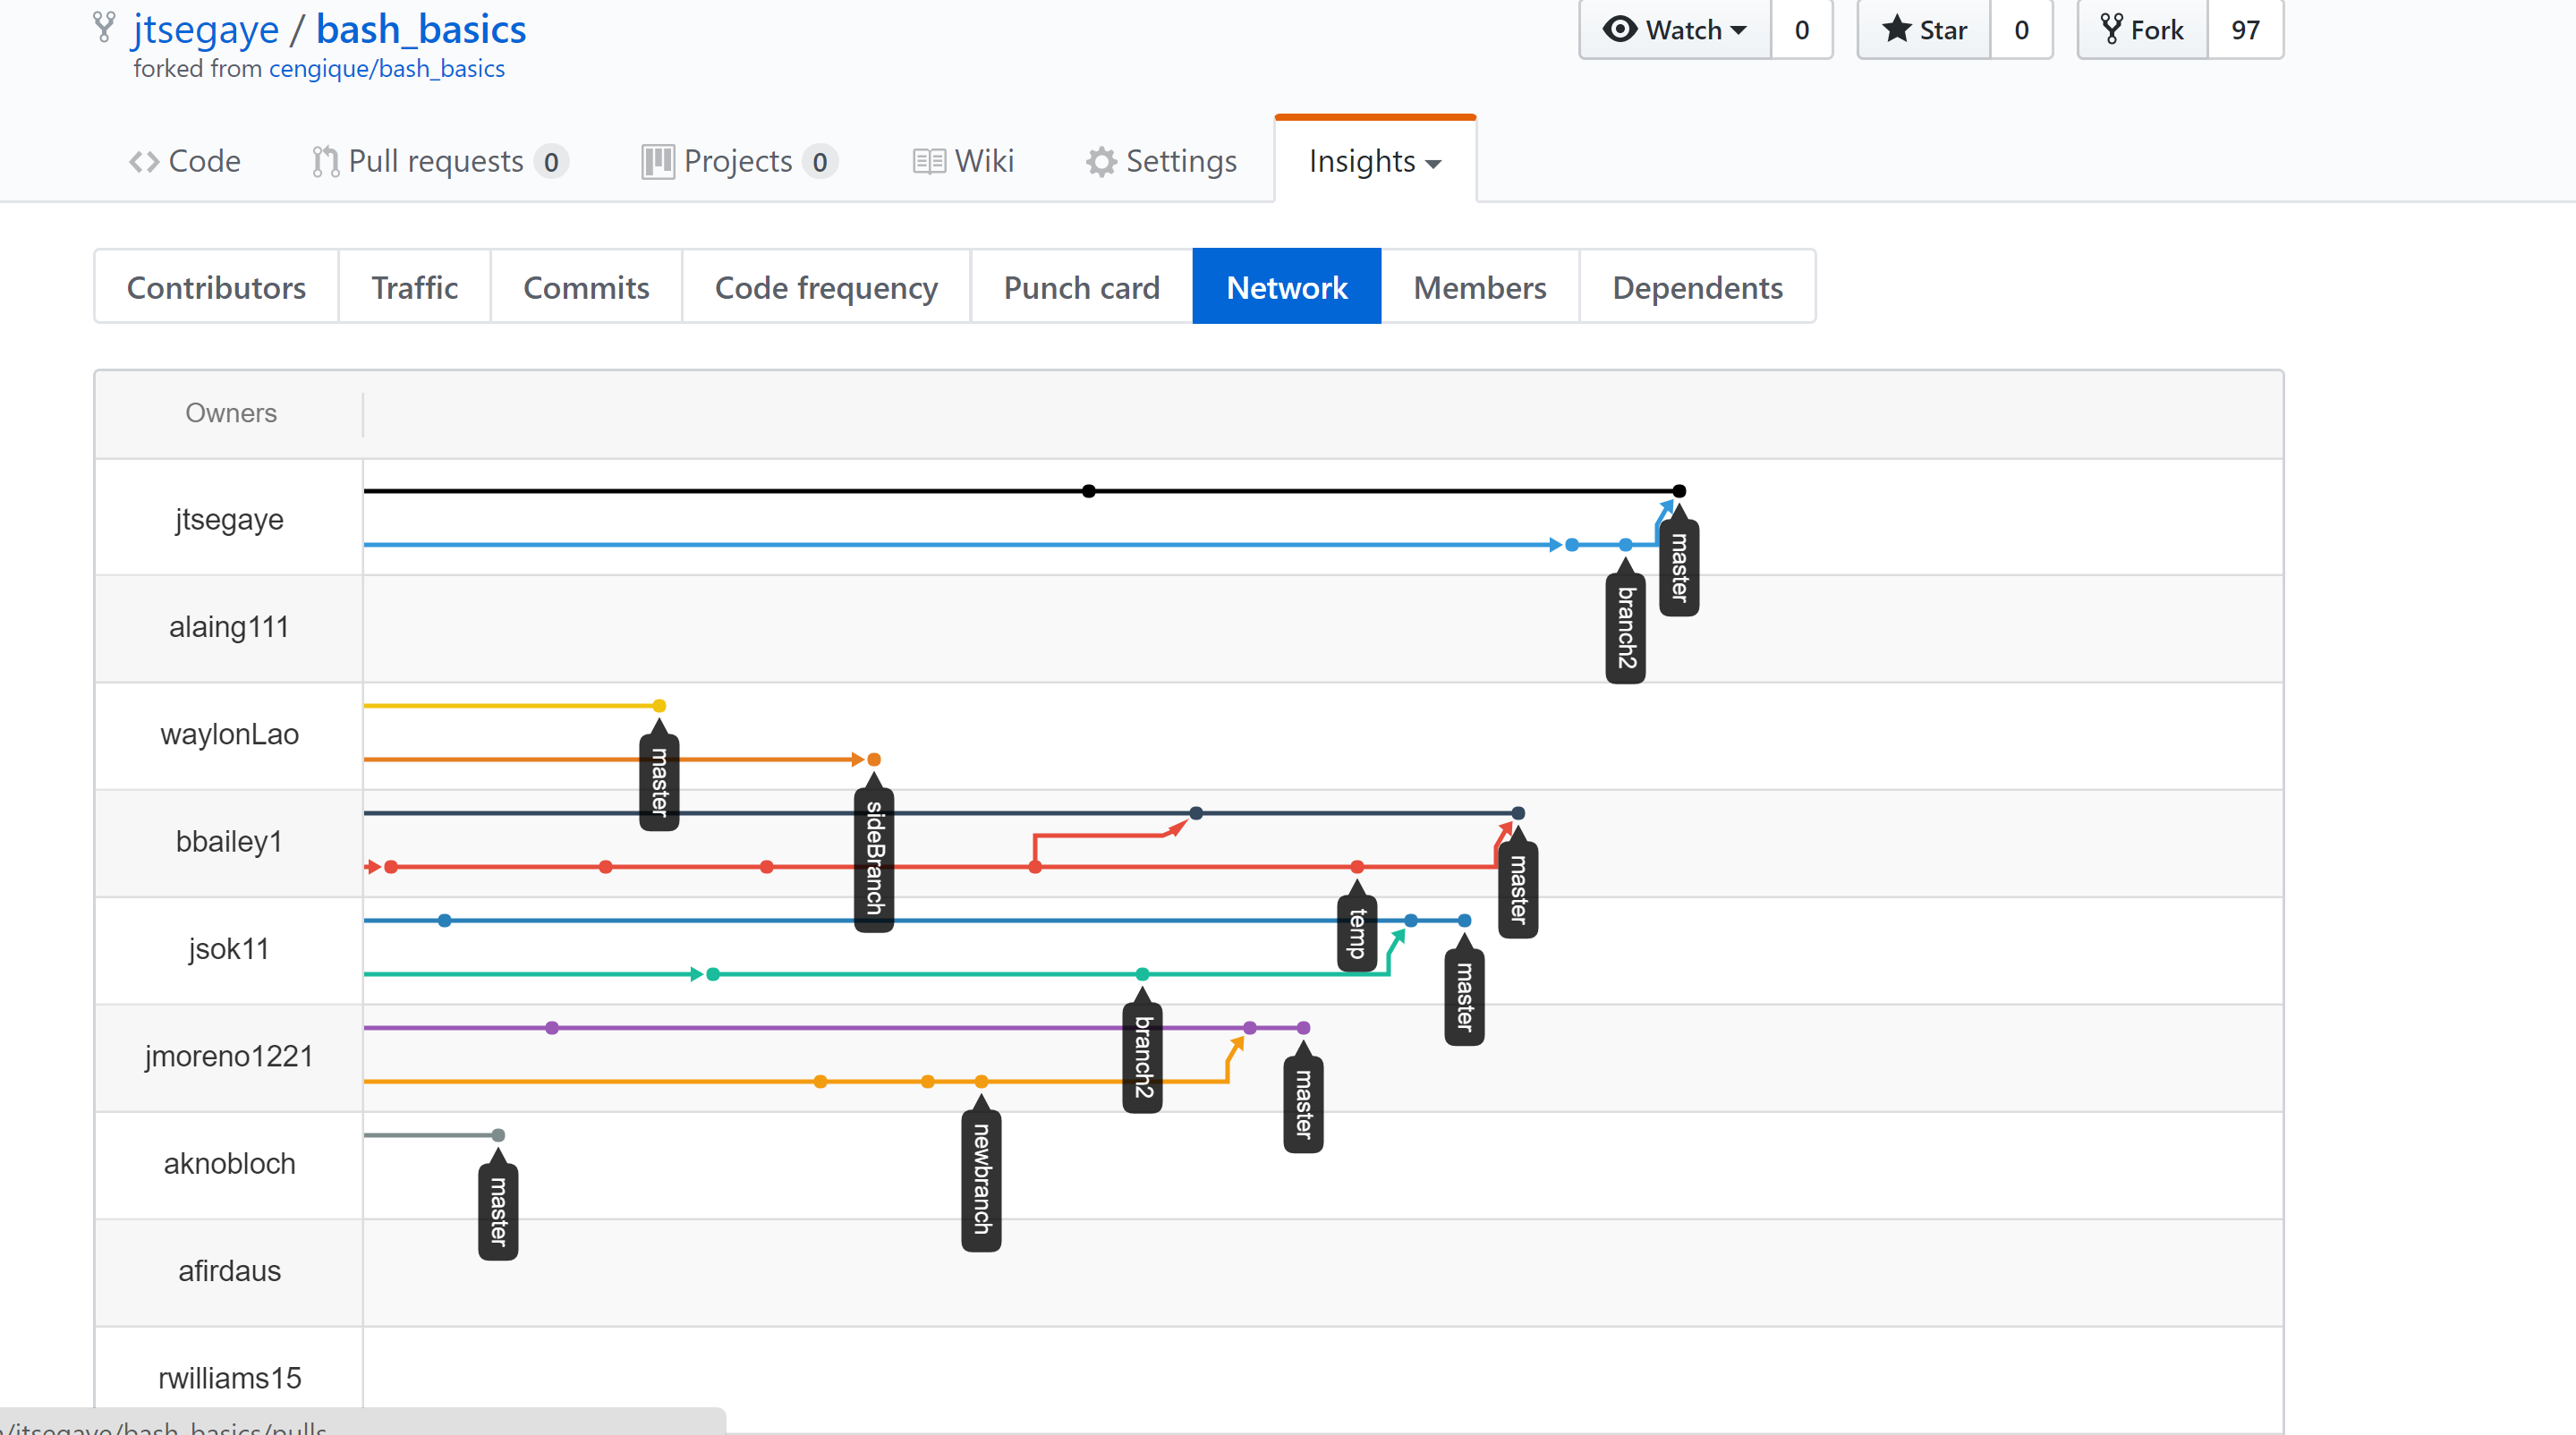 jtsegaye / bash_basics
forked from cengique/bash_basics
Watch 0
Star 0
Fork 97
Code
Pull requests 0
Projects 0
Wiki
Settings
Insights
Contributors
Traffic
Commits
Code frequency
Punch card
Network
Members
Dependents
Owners
jtsegaye
master
branch2
alaing111
waylonLao
master
sideBranch
bbailey1
master
temp
jsok11
master
branch2
jmoreno1221
master
newbranch
aknobloch
master
afirdaus
rwilliams15
/jtsegaye/bash_basics/pulls